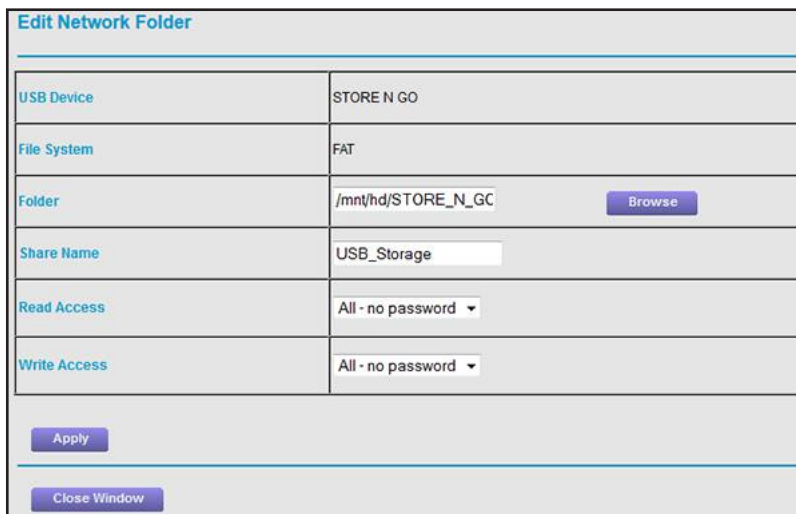 Edit Network Folder
USB Device STORE N GO
File System FAT
Folder /mnt/hd/STORE_N_GO Browse
Share Name USB_Storage
Read Access All - no password
Write Access All - no password
Apply
Close Window